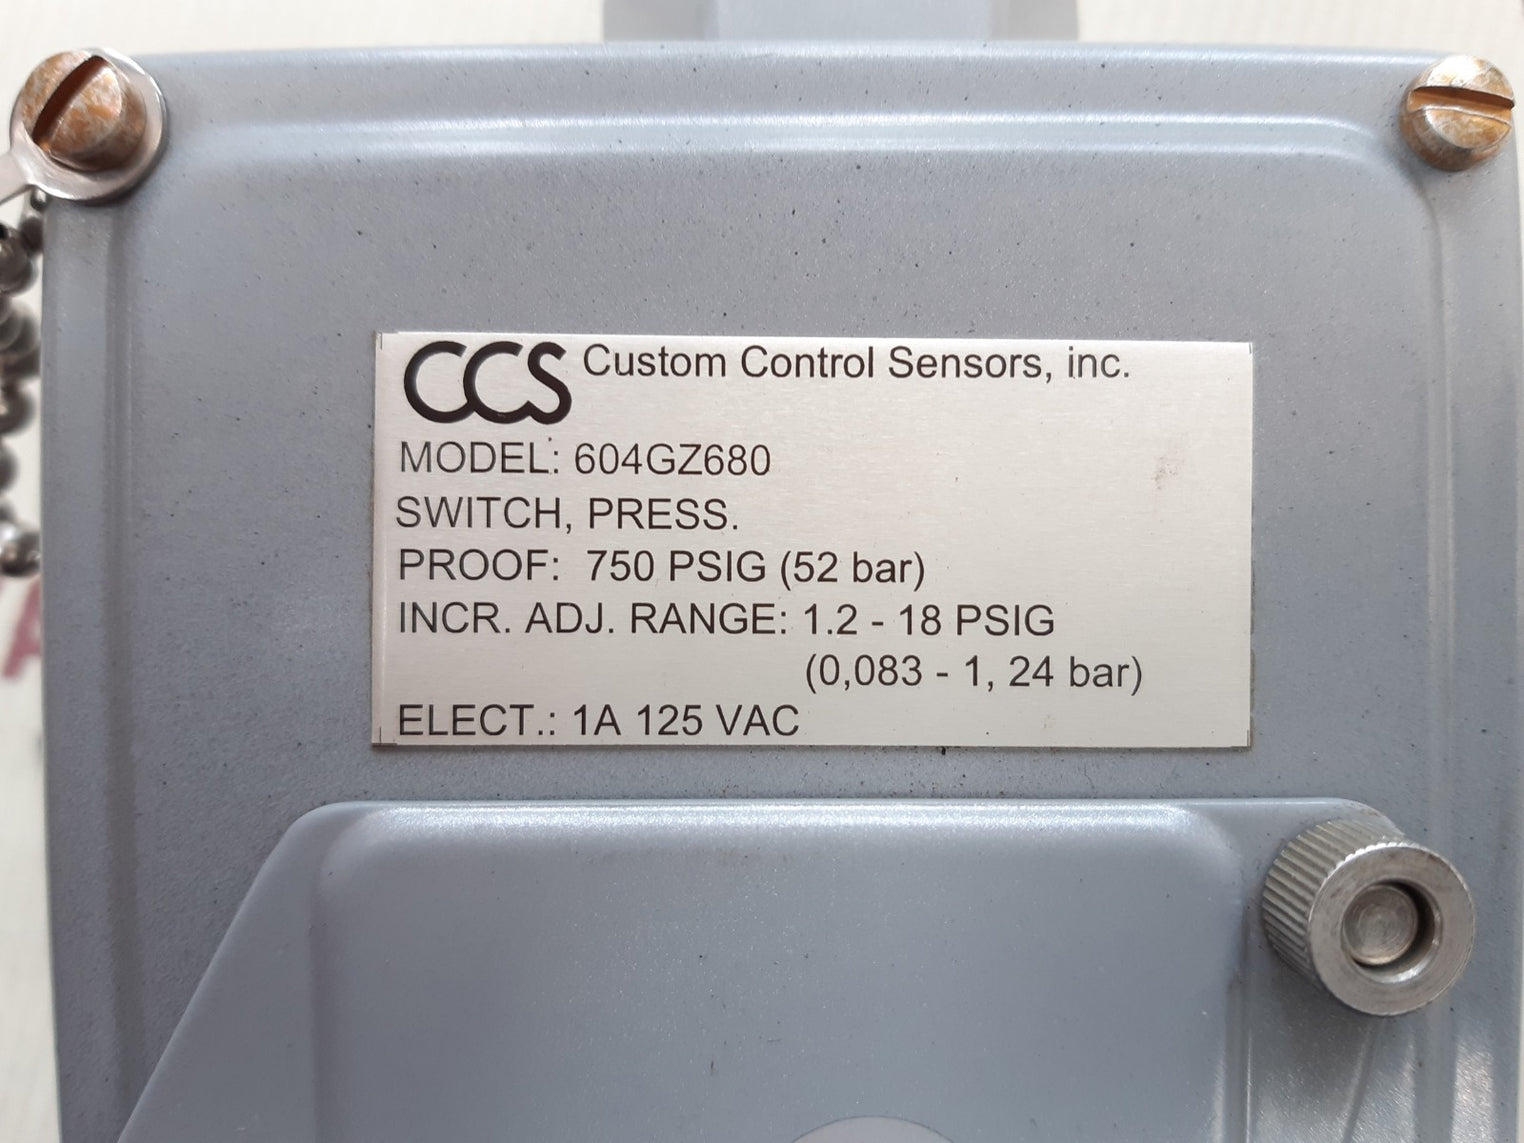 CCS Custom Control Sensors, inc.
MODEL: 604GZ680
SWITCH, PRESS.
PROOF: 750 PSIG (52 bar)
INCR. ADJ. RANGE: 1.2 - 18 PSIG
(0,083 - 1, 24 bar)
ELECT.: 1A 125 VAC